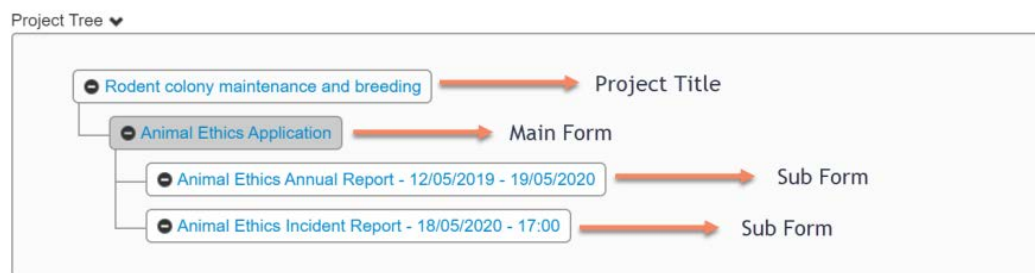 Project Tree
Rodent colony maintenance and breeding Project Title
Animal Ethics Application Main Form
Animal Ethics Annual Report - 12/05/2019 - 19/05/2020 Sub Form
Animal Ethics Incident Report - 18/05/2020 - 17:00 Sub Form